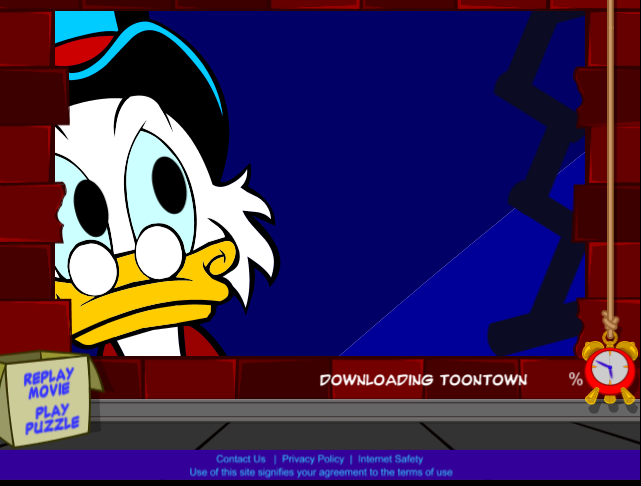 DOWNLOADING TOONTOWN %
REPLAY
MOVIE
PLAY
PUZZLE
Contact Us | Privacy Policy | Internet Safety
Use of this site signifies your agreement to the terms of use